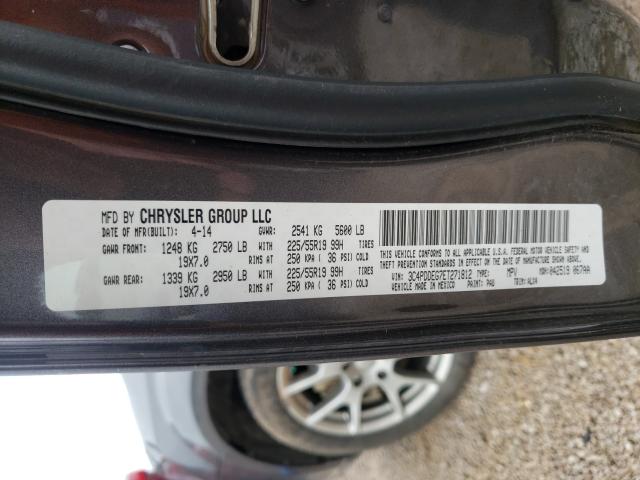 MFD BY CHRYSLER GROUP LLC
DATE OF MFR(BUILT): 4-14 GVWR: 2541 KG 5600 LB
GAWR FRONT: 1248 KG 2750 LB WITH 225/55R19 99H TIRES
19X7.0 RIMS AT 250 KPA ( 36 PSI) COLD
GAWR REAR: 1339 KG 2950 LB WITH 225/55R19 99H TIRES
19X7.0 RIMS AT 250 KPA ( 36 PSI) COLD
THIS VEHICLE CONFORMS TO ALL APPLICABLE U.S.A. FEDERAL MOTOR VEHICLE SAFETY AND
THEFT PREVENTION STANDARDS IN EFFECT ON THE DATE OF MANUFACTURE SHOWN ABOVE.
VIN: 3C4PDDEG7ET271812 TYPE: MPV MDH:042519 067AA
VEHICLE MADE IN MEXICO PAINT: PAU TRIM: